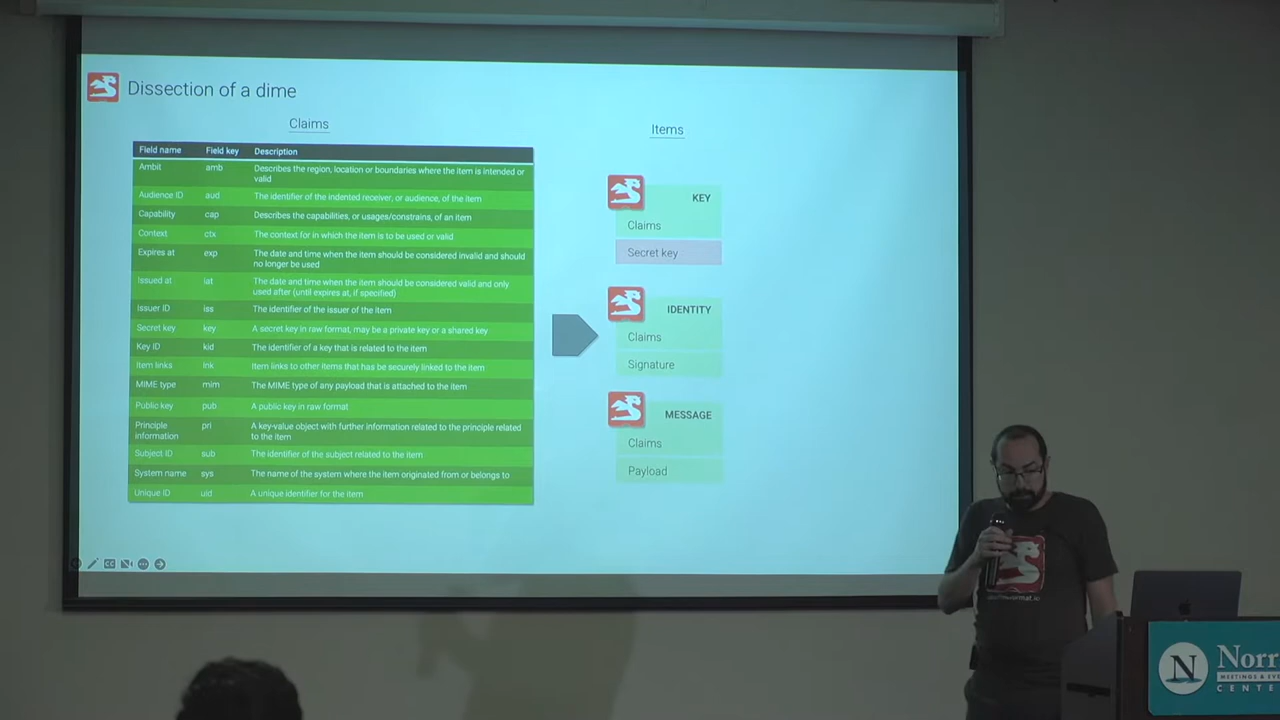 Dissection of a dime
Claims
Field name Field key Description
Ambit amb Describes the region, location or boundaries where the item is intended or
valid
Audience ID aud The identifier of the indented receiver, or audience, of the item
Capability cap Describes the capabilities, or usages/constrains, of an item
Context ctx The context for in which the item is to be used or valid
Expires at exp The date and time when the item should be considered invalid and should
no longer be used
Issued at iat The date and time when the item should be considered valid and only
used after (until expires at, if specified)
Issuer ID iss The identifier of the issuer of the item
Secret key key A secret key in raw format, may be a private key or a shared key
Key ID kid The identifier of a key that is related to the item
Item links lnk Item links to other items that has be securely linked to the item
MIME type mim The MIME type of any payload that is attached to the item
Public key pub A public key in raw format
Principle
information pri A key-value object with further information related to the principle related
to the item
Subject ID sub The identifier of the subject related to the item
System name sys The name of the system where the item originated from or belongs to
Unique ID uid A unique identifier for the item
Items
KEY
Claims
Secret key
IDENTITY
Claims
Signature
MESSAGE
Claims
Payload
N Norr
MEETINGS & EVE
CENTE